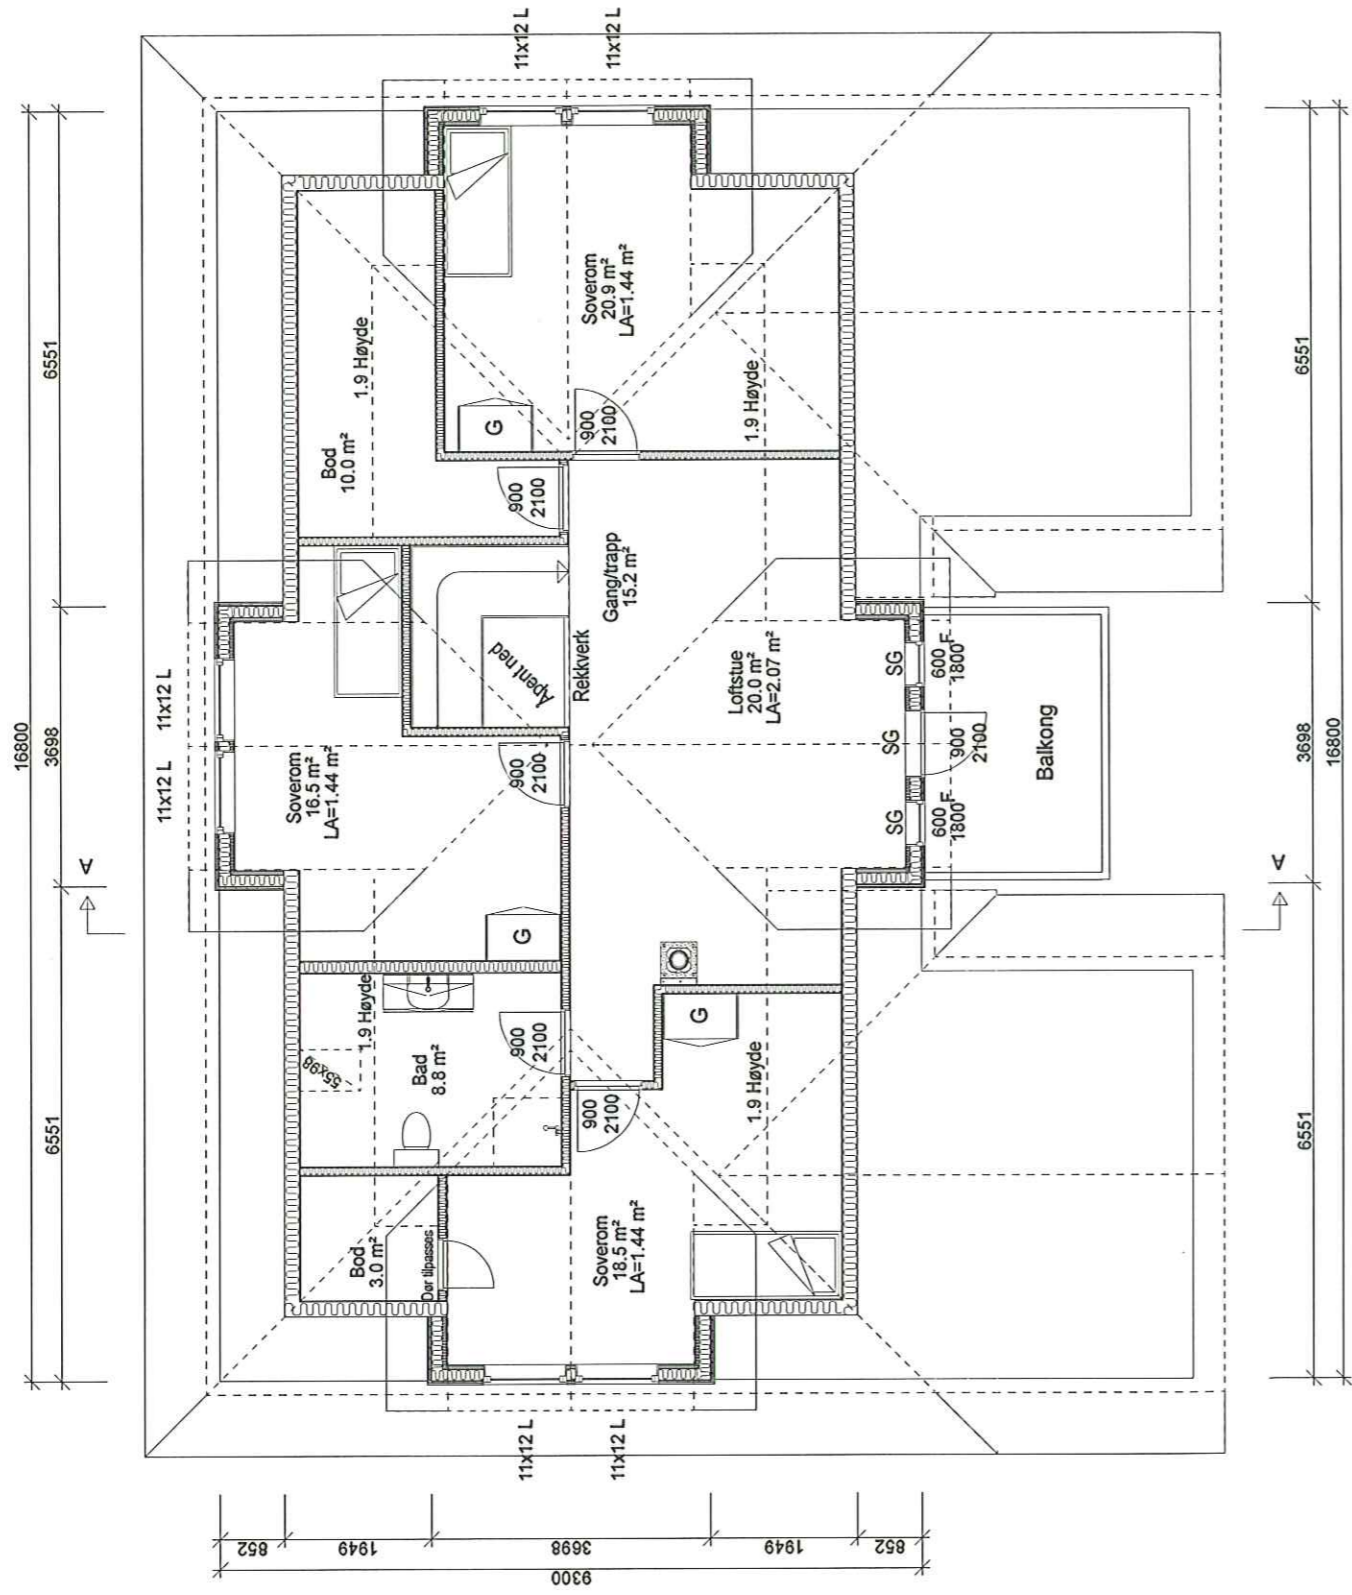 16800
6551
3698
6551
11x12 L
11x12 L
A
11x12 L
11x12 L
Bod
3.0 m²
Dør tilpasses
55x98
1.9 Høyde
Bad
8.8 m²
900
2100
Soverom
16.5 m²
LA=1.44 m²
G
900
2100
Åpent ned
Rekkverk
Bod
10.0 m²
1.9 Høyde
900
2100
G
Soverom
20.9 m²
LA=1.44 m²
900
2100
1.9 Høyde
Gang/trapp
15.2 m²
Loftstue
20.0 m²
LA=2.07 m²
Soverom
18.5 m²
LA=1.44 m²
900
2100
G
1.9 Høyde
SG
SG
SG
600 F
1800
900
2100
600 F
1800
Balkong
11x12 L
11x12 L
A
6551
3698
6551
16800
852
1949
3698
1949
852
9300